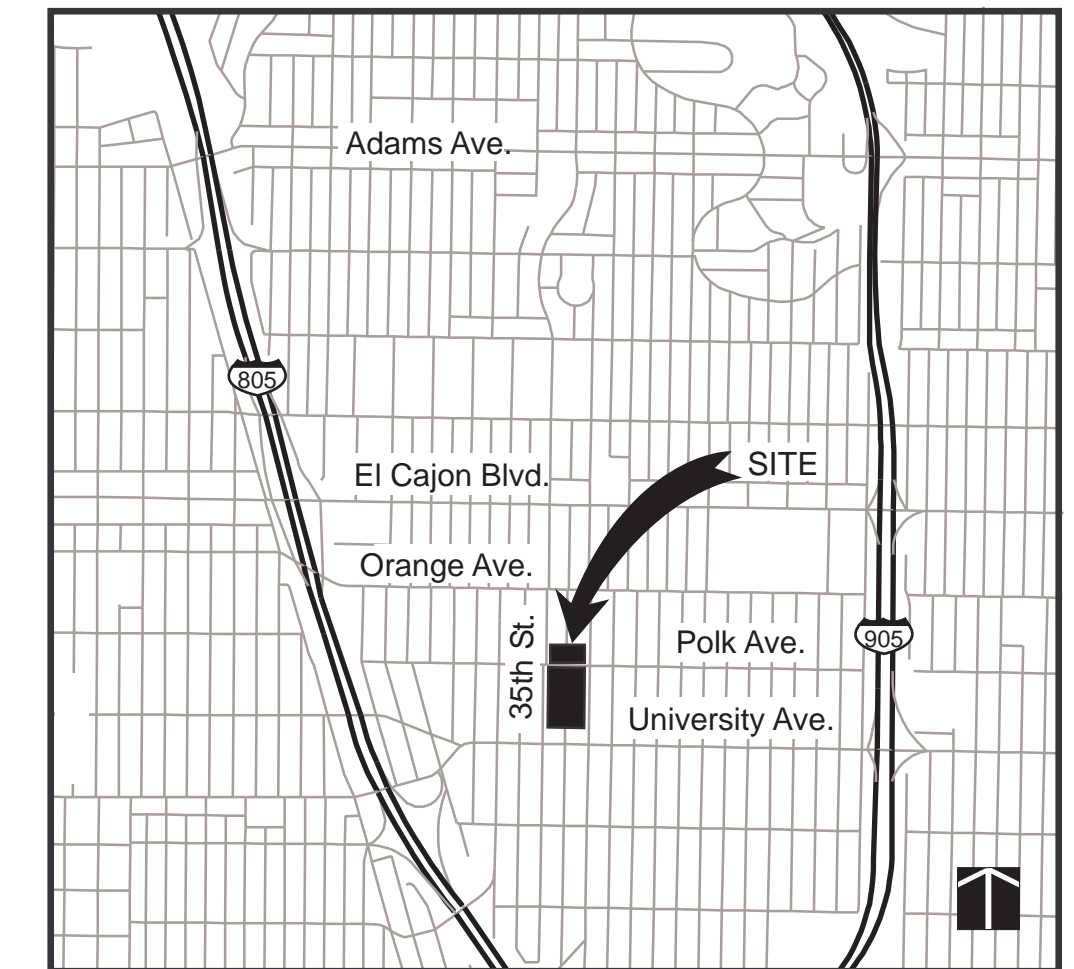 Adams Ave.
805
El Cajon Blvd.
SITE
Orange Ave.
35th St.
Polk Ave.
905
University Ave.